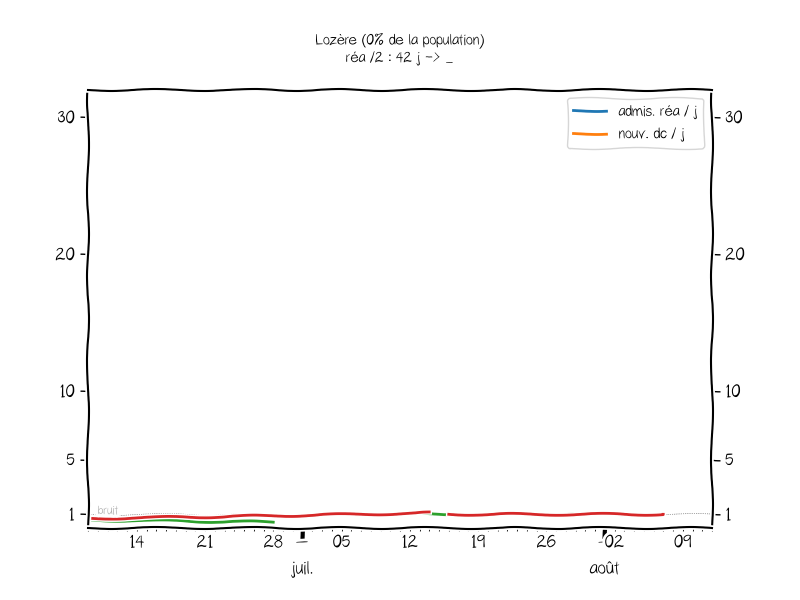 Lozère (0% de la population)
réa /2 : 42 j -> _
30
30
admis. réa / j
nouv. dc / j
20
20
10
10
5
5
bruit
1
1
14 21 28 05 12 19 26 02 09
juil. août